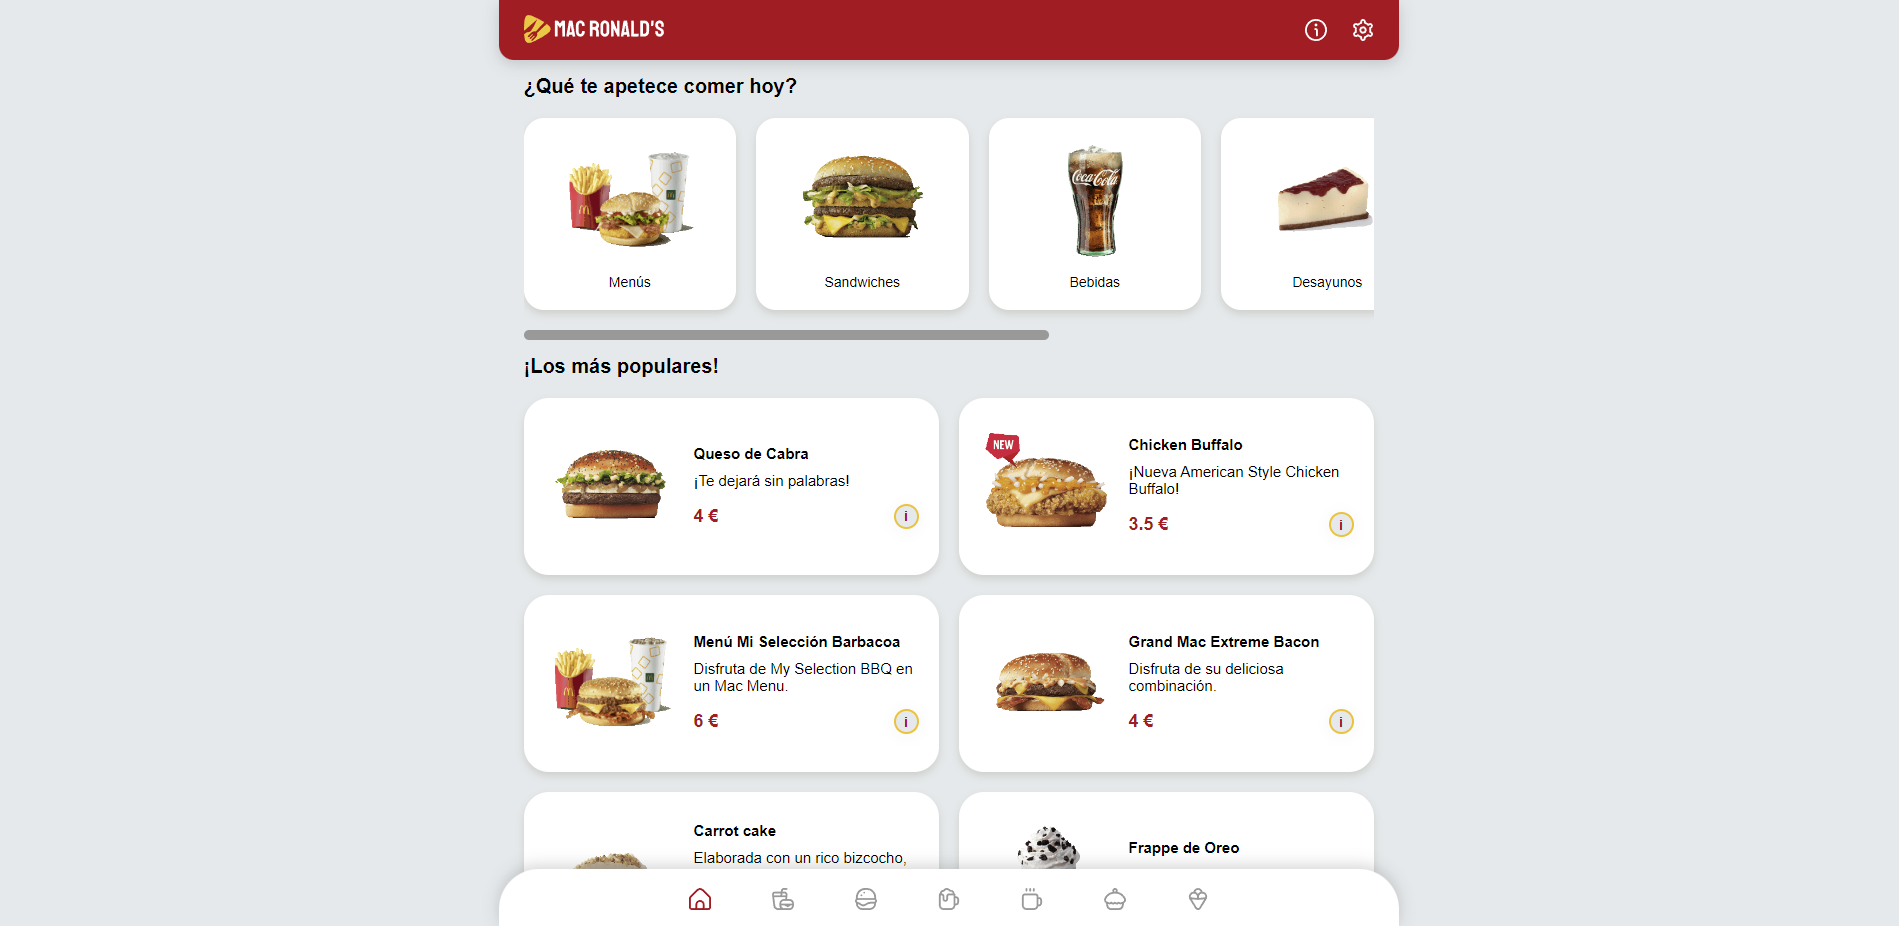 MAC RONALD'S
¿Qué te apetece comer hoy?
Coca-Cola
Menús
Sandwiches
Bebidas
Desayunos
¡Los más populares!
Queso de Cabra
¡Te dejará sin palabras!
4 €
i
NEW
Chicken Buffalo
¡Nueva American Style Chicken
Buffalo!
3.5 €
i
Menú Mi Selección Barbacoa
Disfruta de My Selection BBQ en
un Mac Menu.
6 €
i
Grand Mac Extreme Bacon
Disfruta de su deliciosa
combinación.
4 €
i
Carrot cake
Elaborada con un rico bizcocho,
Frappe de Oreo